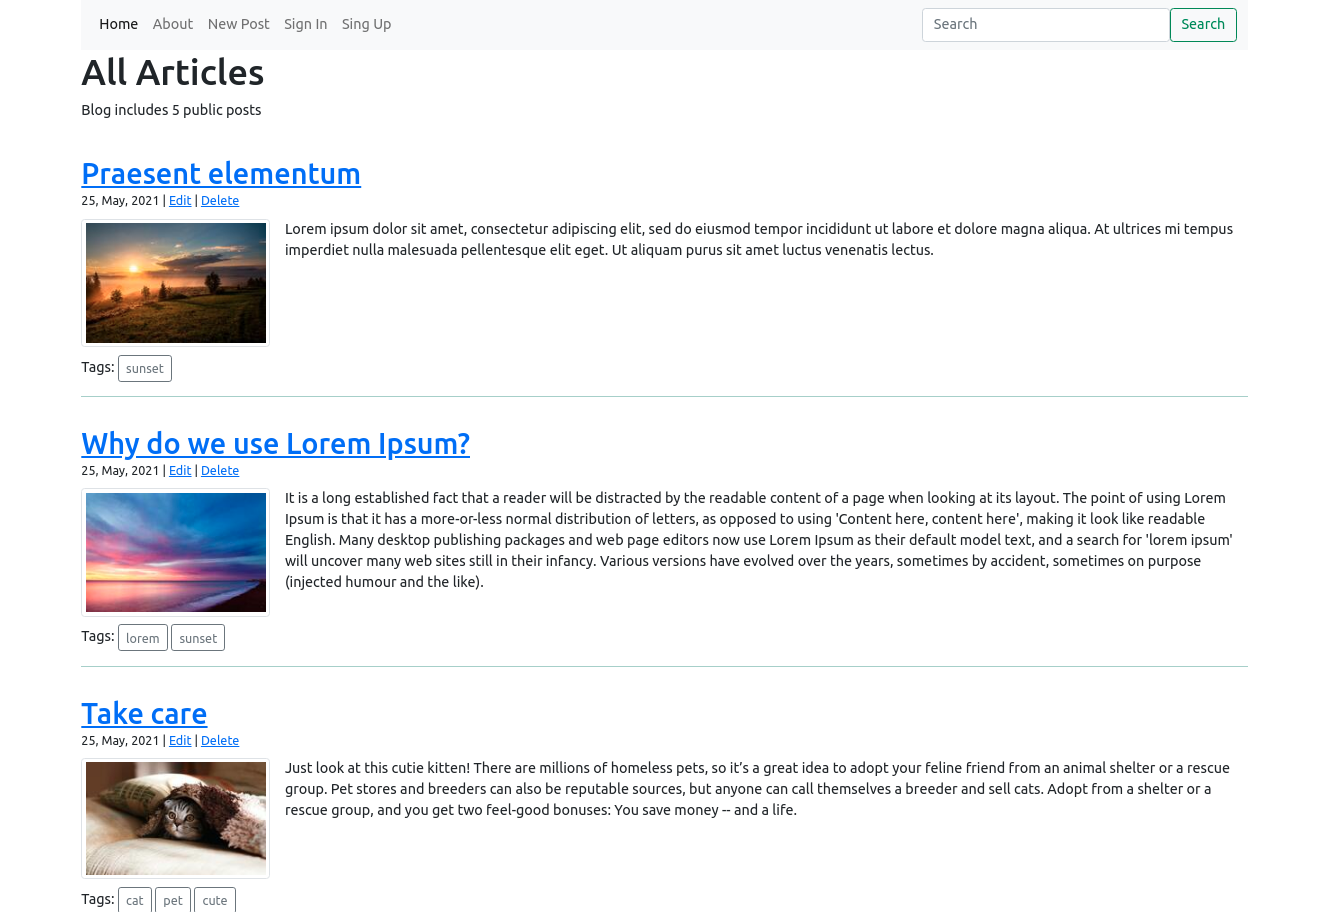 Home About New Post Sign In Sing Up Search Search
All Articles
Blog includes 5 public posts
Praesent elementum
25, May, 2021 | Edit | Delete
Lorem ipsum dolor sit amet, consectetur adipiscing elit, sed do eiusmod tempor incididunt ut labore et dolore magna aliqua. At ultrices mi tempus
imperdiet nulla malesuada pellentesque elit eget. Ut aliquam purus sit amet luctus venenatis lectus.
Tags: sunset
Why do we use Lorem Ipsum?
25, May, 2021 | Edit | Delete
It is a long established fact that a reader will be distracted by the readable content of a page when looking at its layout. The point of using Lorem
Ipsum is that it has a more-or-less normal distribution of letters, as opposed to using 'Content here, content here', making it look like readable
English. Many desktop publishing packages and web page editors now use Lorem Ipsum as their default model text, and a search for 'lorem ipsum'
will uncover many web sites still in their infancy. Various versions have evolved over the years, sometimes by accident, sometimes on purpose
(injected humour and the like).
Tags: lorem sunset
Take care
25, May, 2021 | Edit | Delete
Just look at this cutie kitten! There are millions of homeless pets, so it’s a great idea to adopt your feline friend from an animal shelter or a rescue
group. Pet stores and breeders can also be reputable sources, but anyone can call themselves a breeder and sell cats. Adopt from a shelter or a
rescue group, and you get two feel-good bonuses: You save money -- and a life.
Tags: cat pet cute